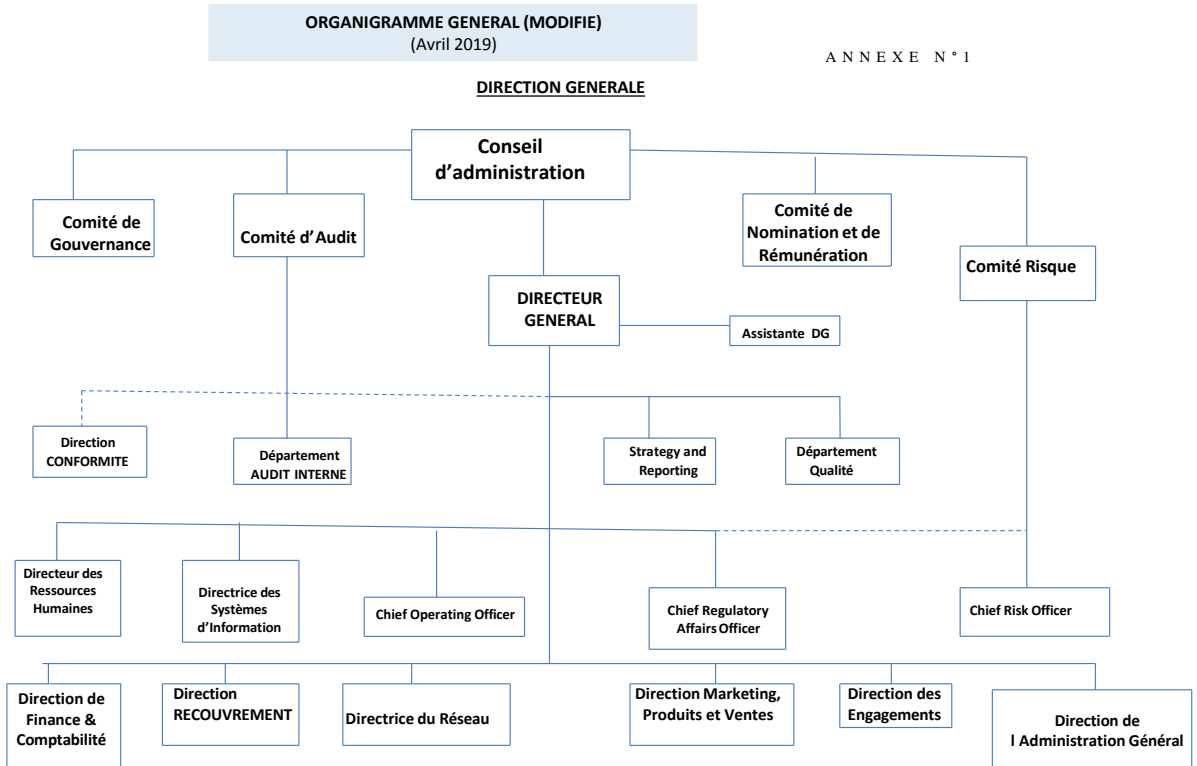 ORGANIGRAMME GENERAL (MODIFIE)
(Avril 2019)
ANNEXE N°1
DIRECTION GENERALE
Conseil
d’administration
Comité de
Gouvernance
Comité d’Audit
Comité de
Nomination et de
Rémunération
Comité Risque
DIRECTEUR
GENERAL
Assistante DG
Direction
CONFORMITE
Département
AUDIT INTERNE
Strategy and
Reporting
Département
Qualité
Directeur des
Ressources
Humaines
Directrice des
Systèmes
d’Information
Chief Operating Officer
Chief Regulatory
Affairs Officer
Chief Risk Officer
Direction de
Finance &
Comptabilité
Direction
RECOUVREMENT
Directrice du Réseau
Direction Marketing,
Produits et Ventes
Direction des
Engagements
Direction de
l Administration Général